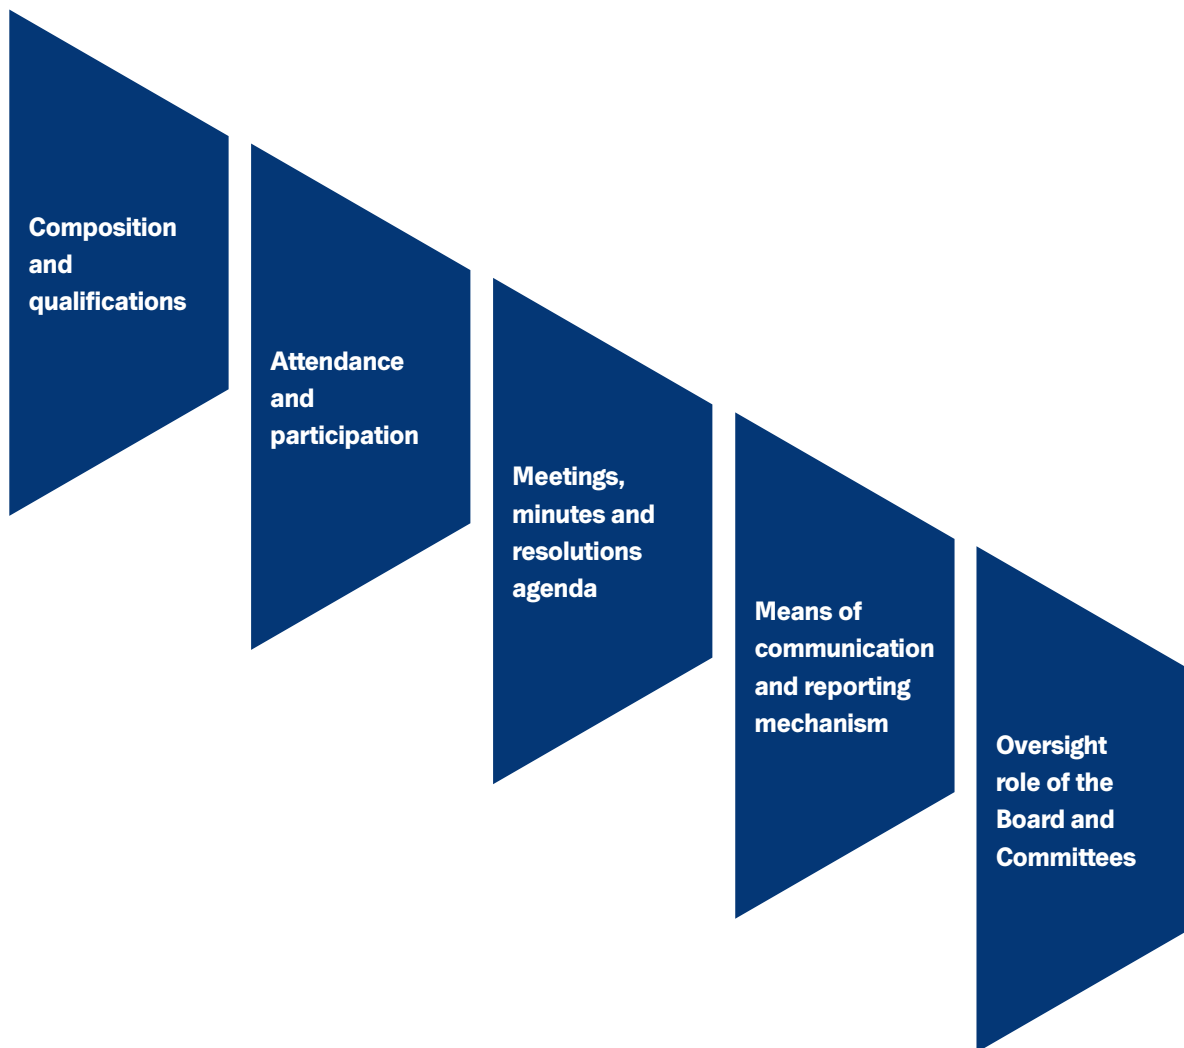 Composition
and
qualifications
Attendance
and
participation
Meetings,
minutes and
resolutions
agenda
Means of
communication
and reporting
mechanism
Oversight
role of the
Board and
Committees